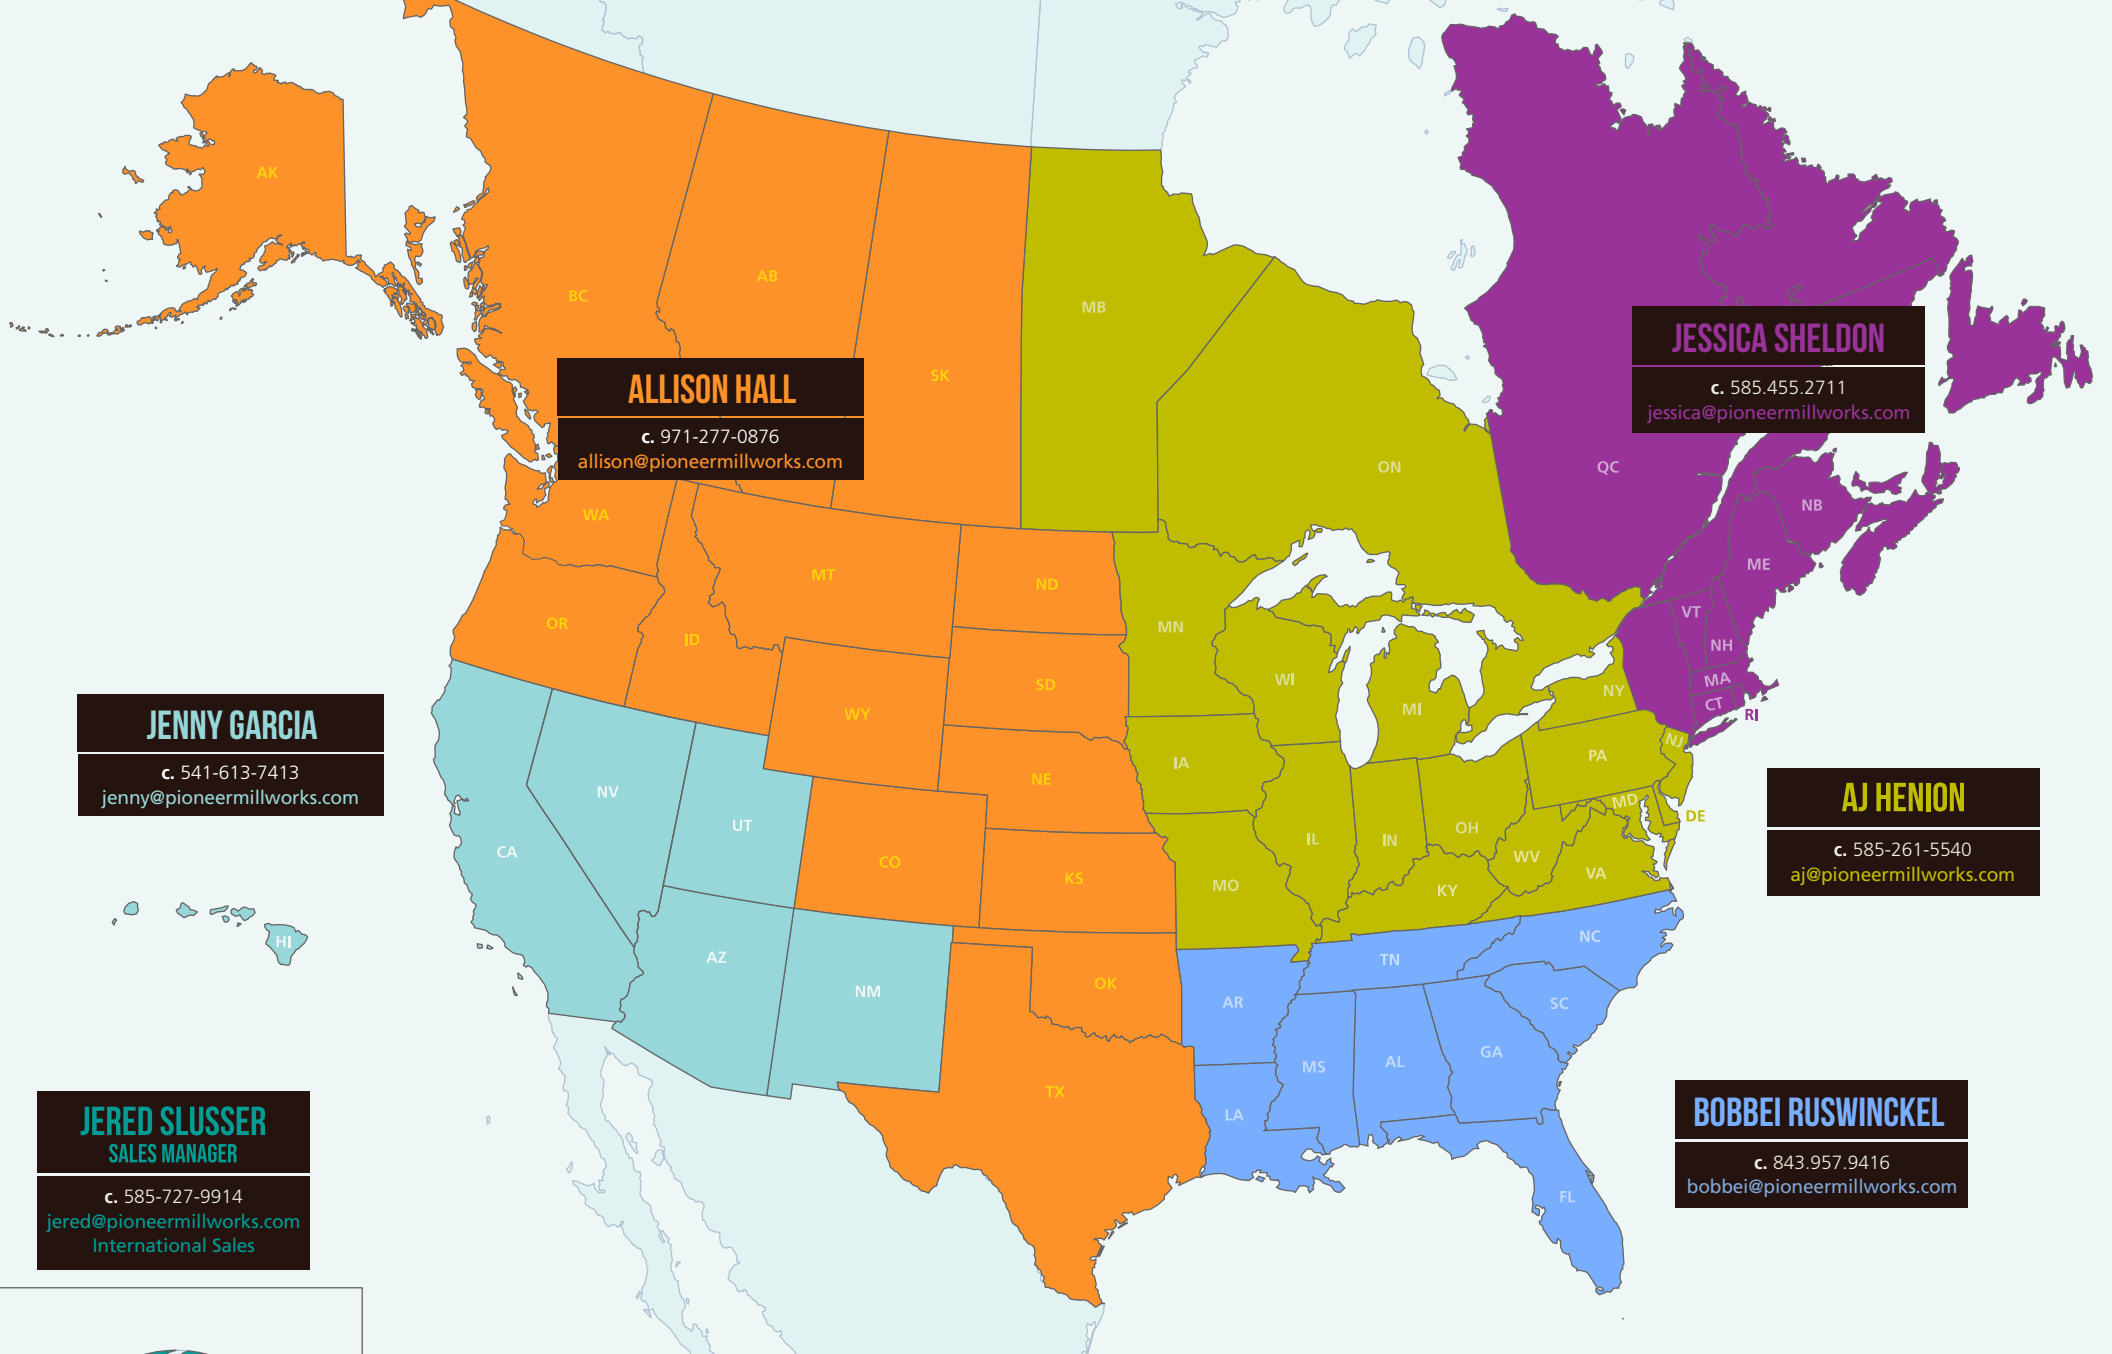 AK
BC
AB
SK
MB
ON
QC
NB
ALLISON HALL
c. 971-277-0876
allison@pioneermillworks.com
JESSICA SHELDON
c. 585.455.2711
jessica@pioneermillworks.com
WA
OR
ID
MT
WY
ND
SD
NE
CO
KS
OK
TX
MN
WI
MI
IA
IL
IN
OH
MO
KY
WV
VA
PA
NY
NJ
MD
DE
ME
VT
NH
MA
CT
RI
JENNY GARCIA
c. 541-613-7413
jenny@pioneermillworks.com
CA
NV
UT
AZ
NM
HI
AJ HENION
c. 585-261-5540
aj@pioneermillworks.com
TN
NC
SC
AR
MS
AL
GA
LA
FL
JERED SLUSSER
SALES MANAGER
c. 585-727-9914
jered@pioneermillworks.com
International Sales
BOBBEI RUSWINCKEL
c. 843.957.9416
bobbei@pioneermillworks.com